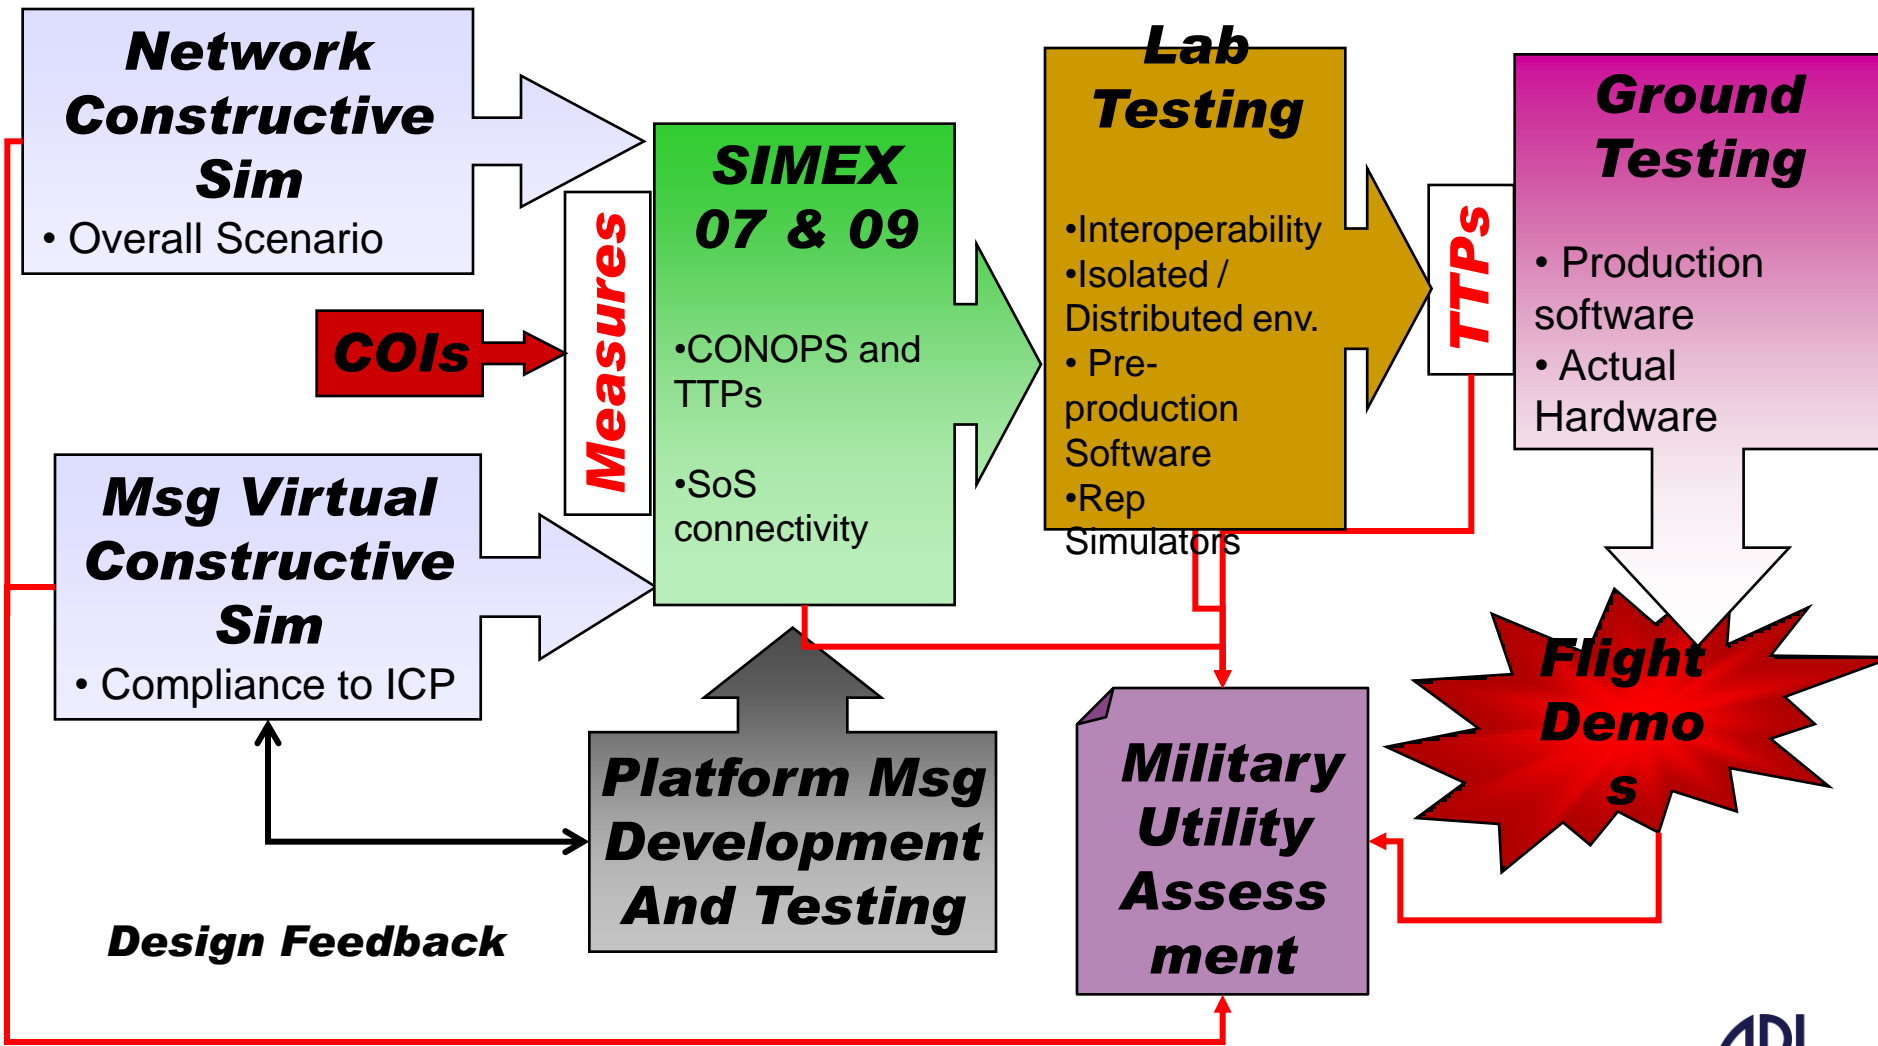 Network
Constructive
Sim
• Overall Scenario
COIs
Measures
Msg Virtual
Constructive
Sim
• Compliance to ICP
SIMEX
07 & 09
•CONOPS and
TTPs
•SoS
connectivity
Lab
Testing
•Interoperability
•Isolated /
Distributed env.
• Pre-
production
Software
•Rep
Simulators
TTPs
Ground
Testing
• Production
software
• Actual
Hardware
Flight
Demo
s
Platform Msg
Development
And Testing
Military
Utility
Assess
ment
Design Feedback